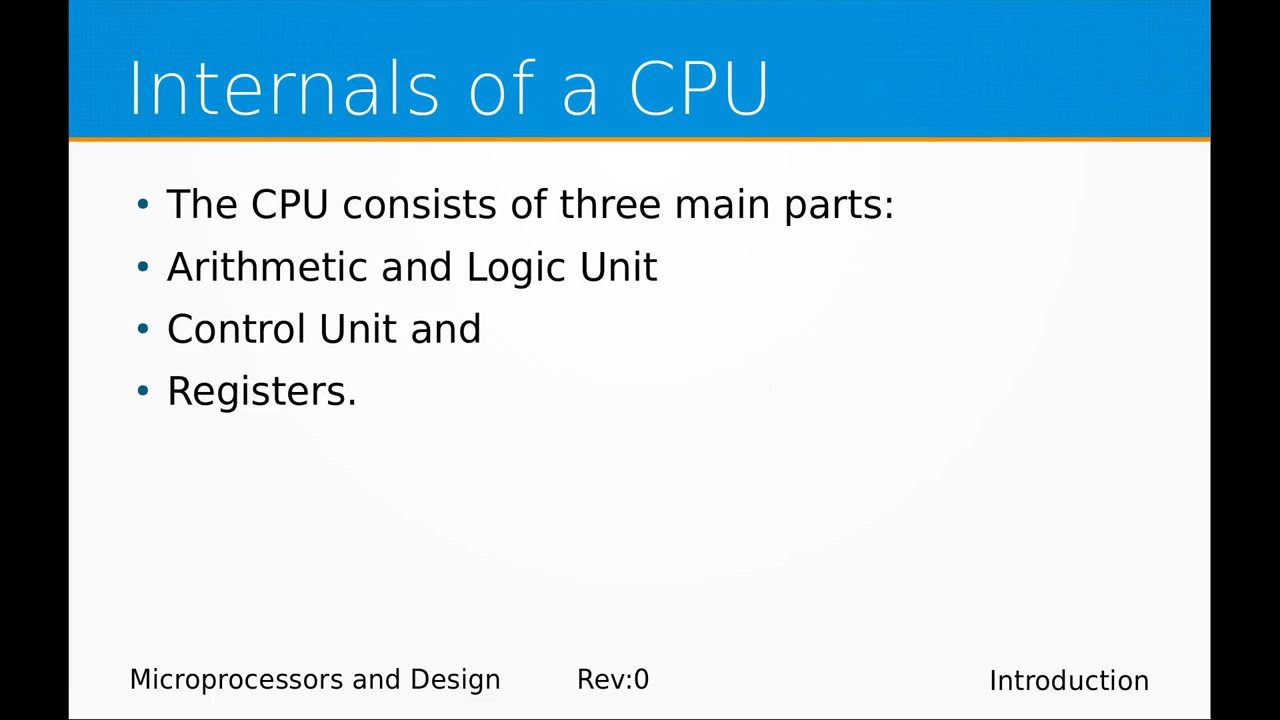 Internals of a CPU
• The CPU consists of three main parts:
• Arithmetic and Logic Unit
• Control Unit and
• Registers.
Microprocessors and Design Rev:0 Introduction